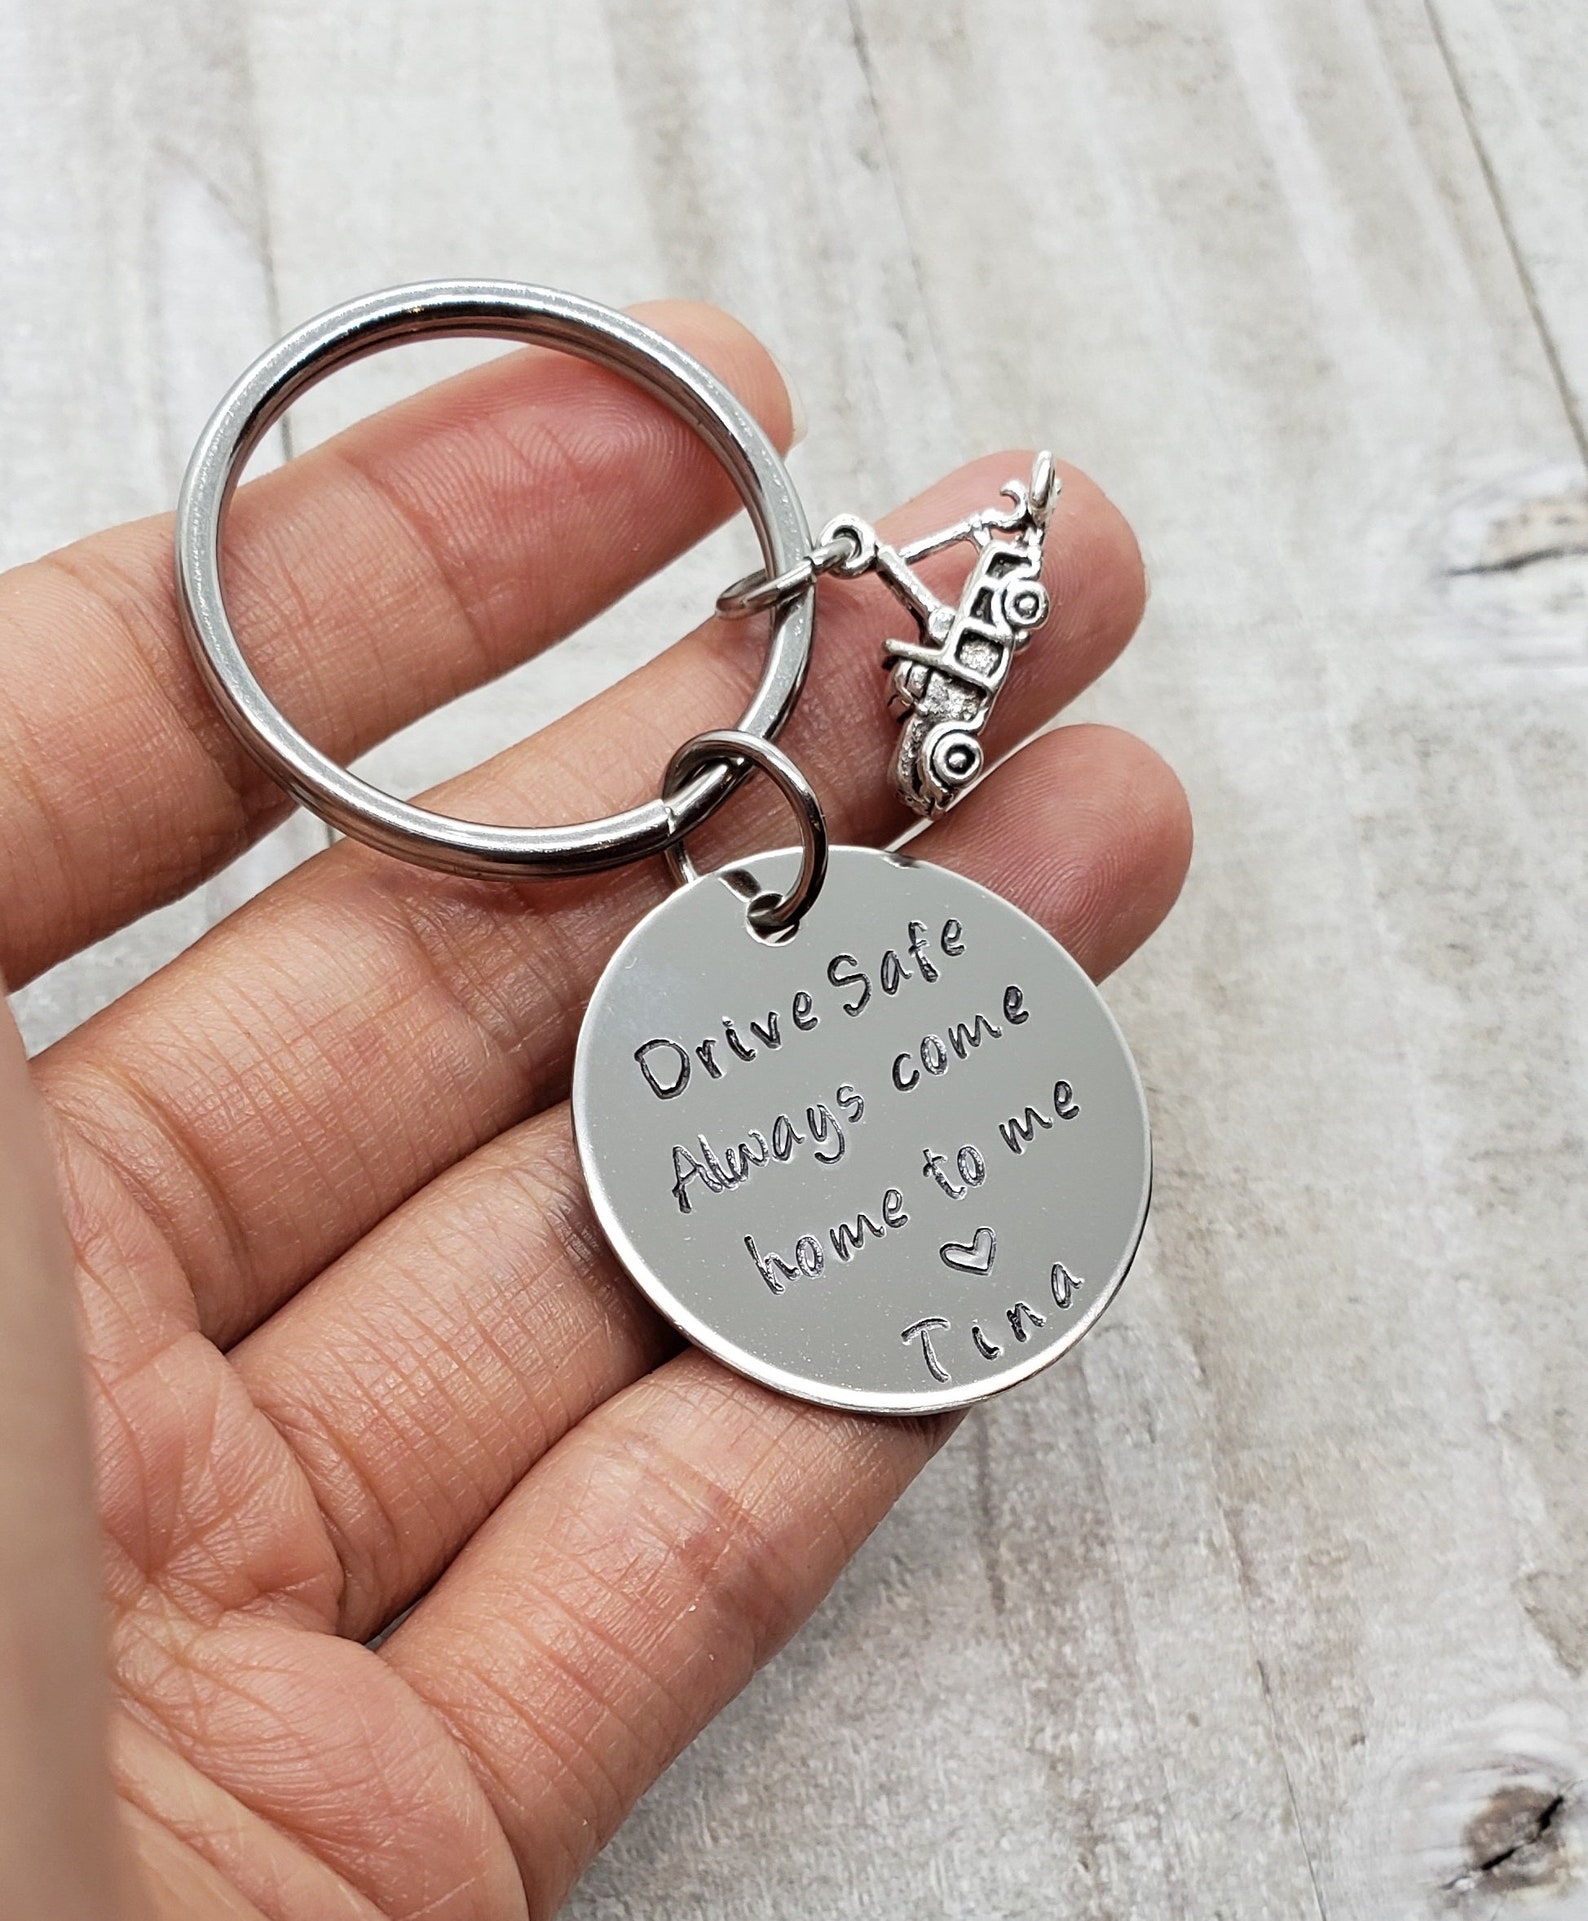 Drive Safe
Always come
home to me
♡
Tina